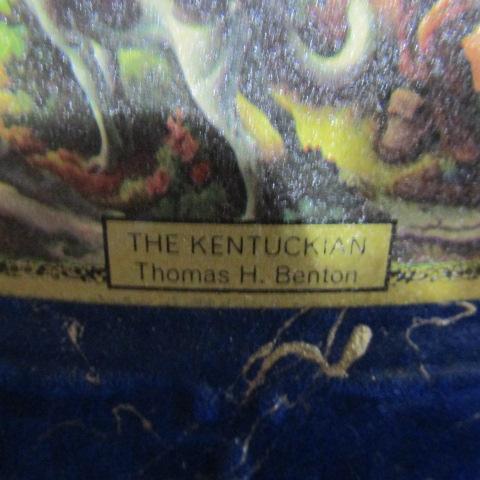 THE KENTUCKIAN
Thomas H. Benton